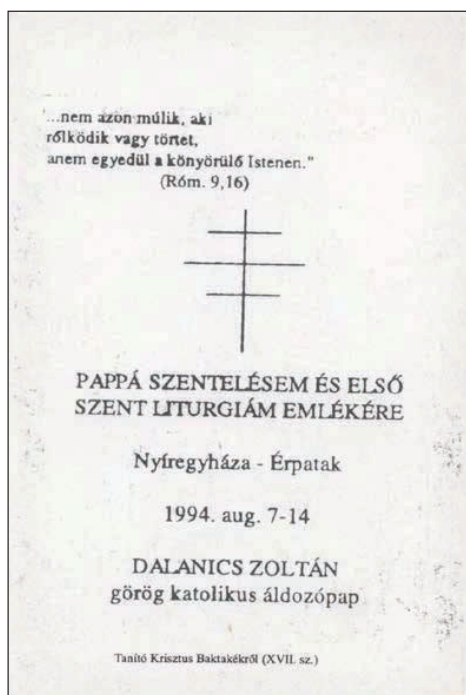 "...nem azon múlik, aki
rőlködik vagy törtet,
anem egyedül a könyörülő Istenen."
(Róm. 9,16)
PAPPÁ SZENTELÉSEM ÉS ELSŐ
SZENT LITURGIÁM EMLÉKÉRE
Nyíregyháza - Érpatak
1994. aug. 7-14
DALANICS ZOLTÁN
görög katolikus áldozópap
Tanító Krisztus Baktakékről (XVII. sz.)